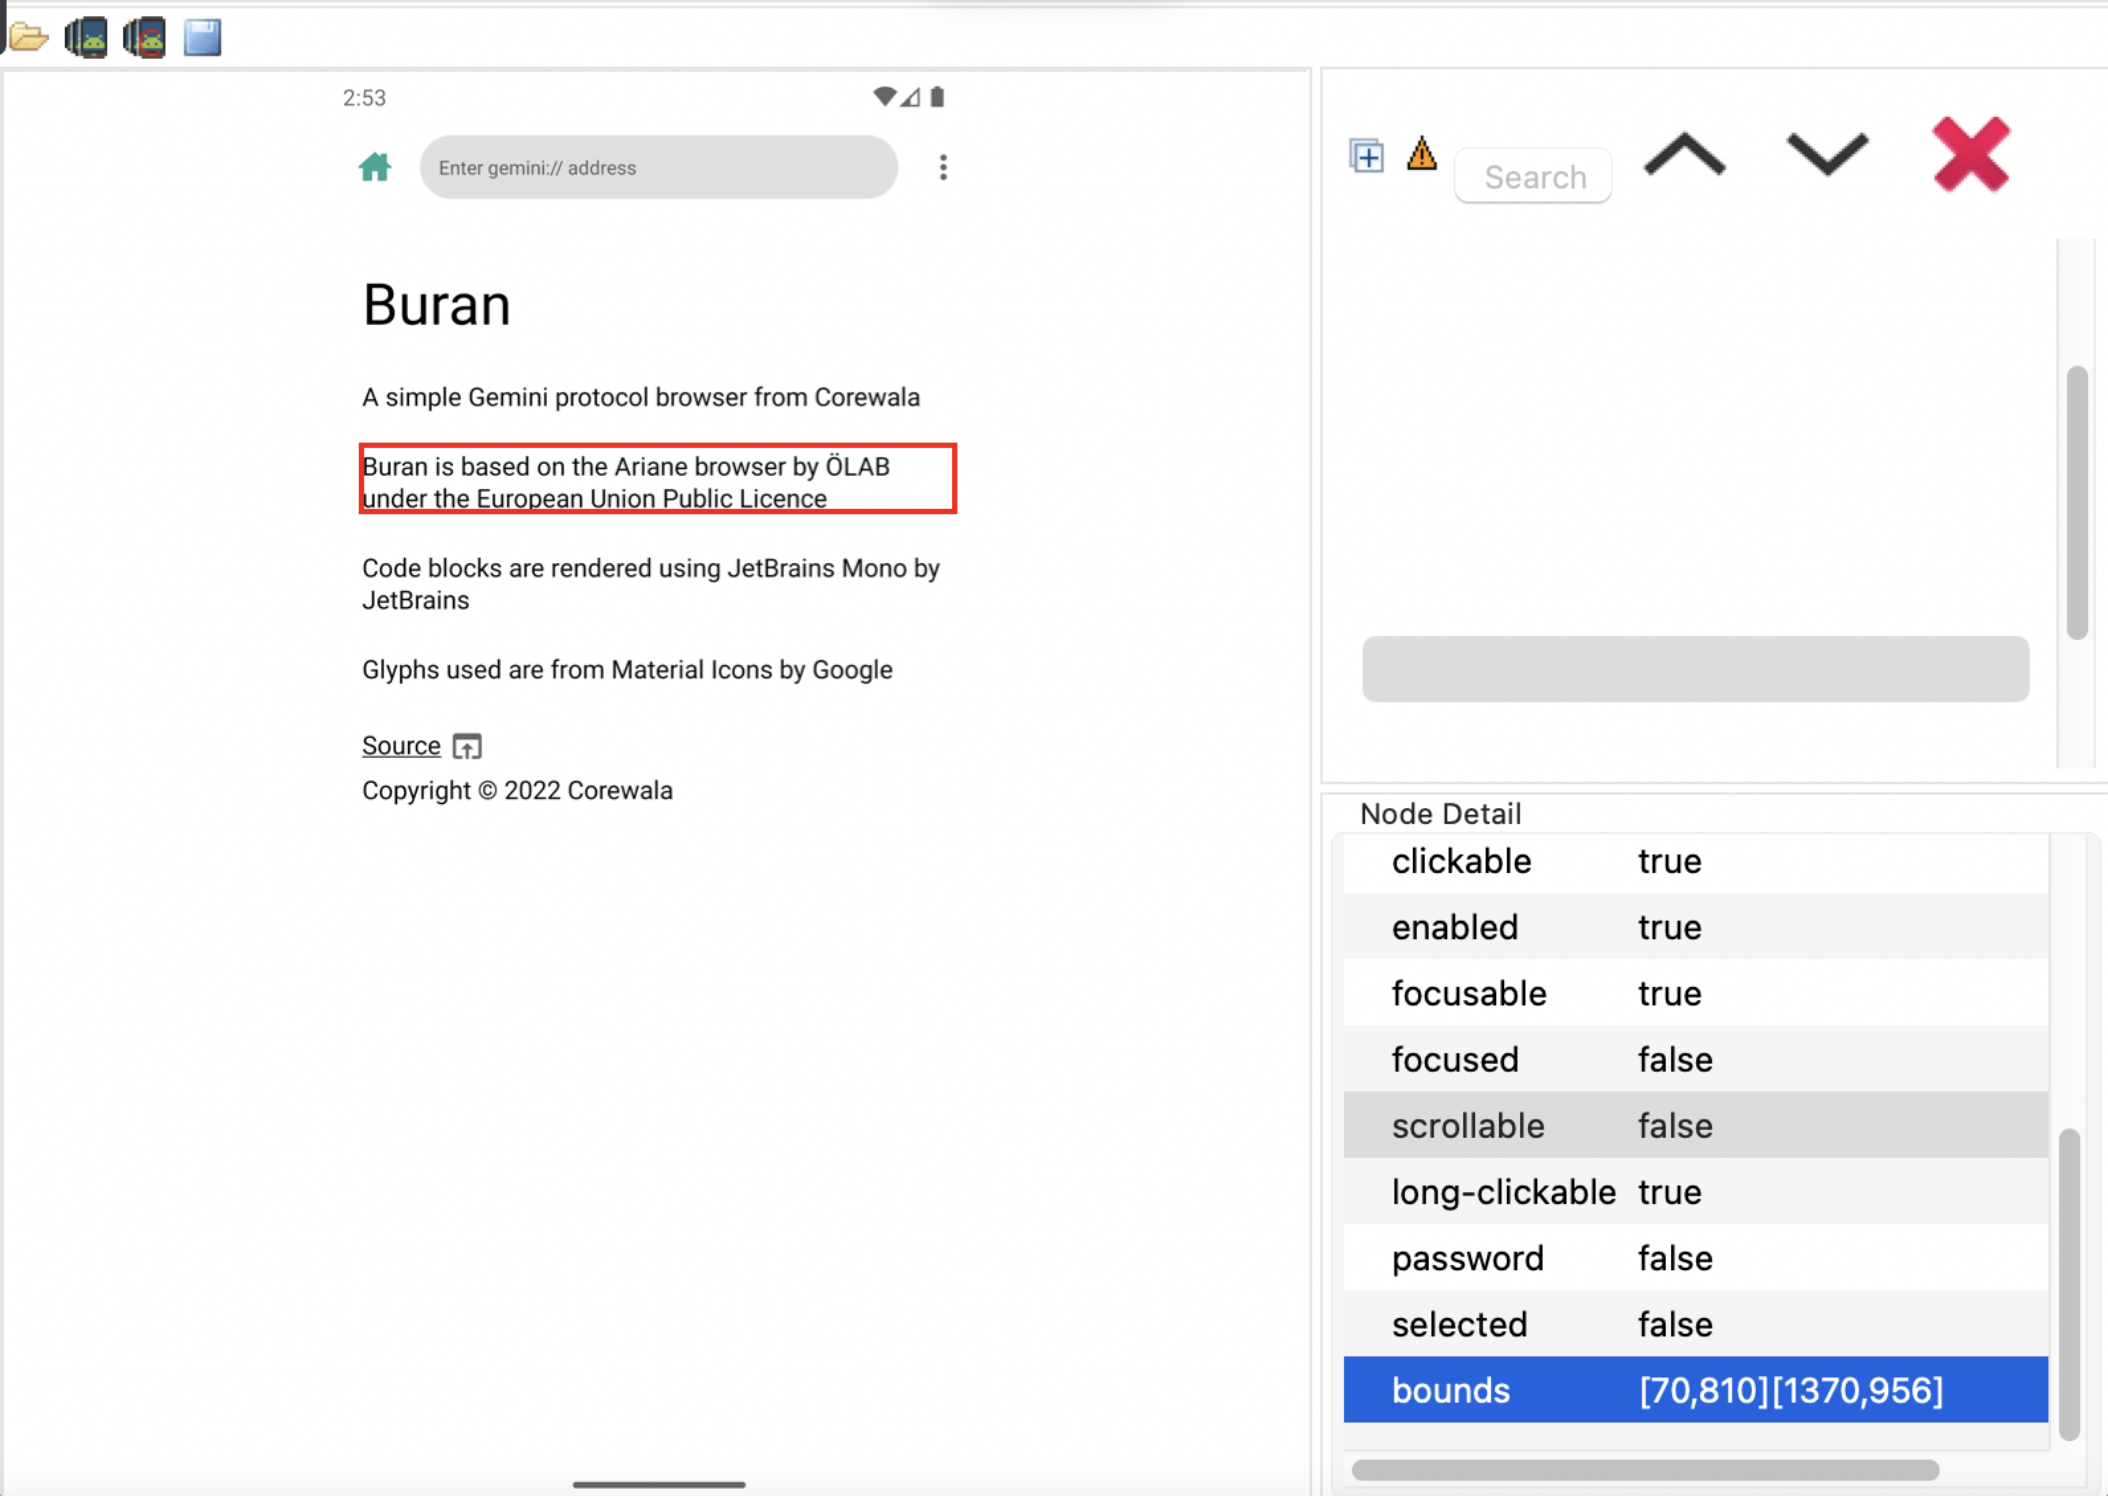 2:53
Enter gemini:// address
Search
Buran
A simple Gemini protocol browser from Corewala
Buran is based on the Ariane browser by ÖLAB
under the European Union Public Licence
Code blocks are rendered using JetBrains Mono by
JetBrains
Glyphs used are from Material Icons by Google
Source
Copyright © 2022 Corewala
Node Detail
clickable true
enabled true
focusable true
focused false
scrollable false
long-clickable true
password false
selected false
bounds [70,810][1370,956]